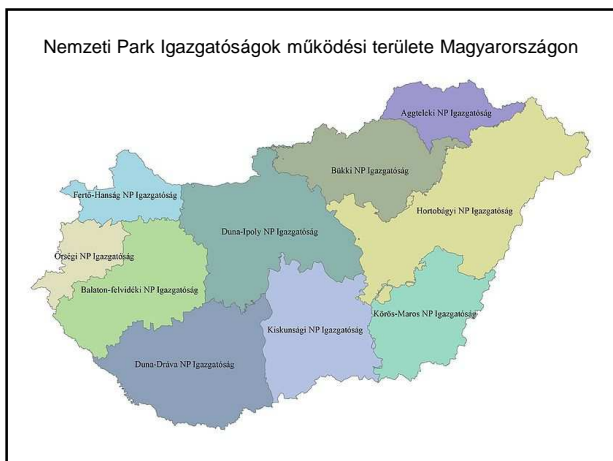 Nemzeti Park Igazgatóságok működési területe Magyarországon
Aggteleki NP Igazgatóság
Bükki NP Igazgatóság
Fertő-Hanság NP Igazgatóság
Hortobágyi NP Igazgatóság
Duna-Ipoly NP Igazgatóság
Őrségi NP Igazgatóság
Balaton-felvidéki NP Igazgatóság
Körös-Maros NP Igazgatóság
Kiskunsági NP Igazgatóság
Duna-Dráva NP Igazgatóság